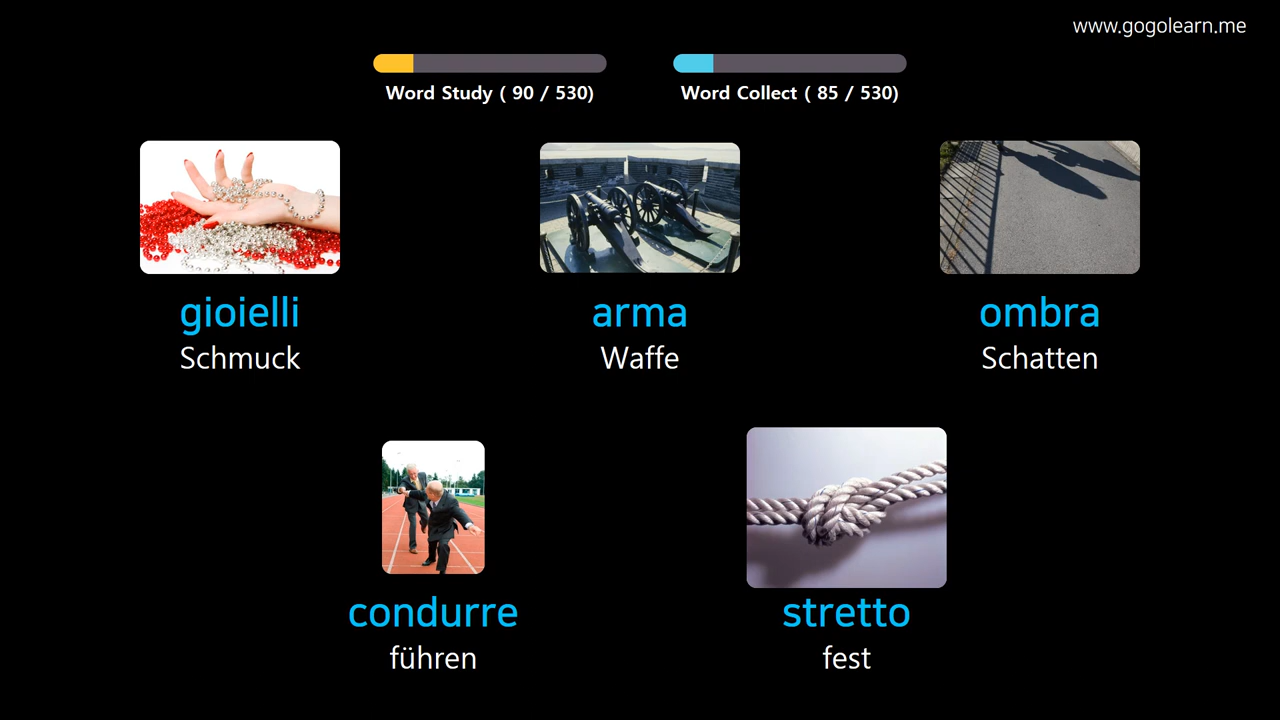 www.gogolearn.me
Word Study ( 90 / 530)
Word Collect ( 85 / 530)
gioielli
Schmuck
arma
Waffe
ombra
Schatten
condurre
führen
stretto
fest